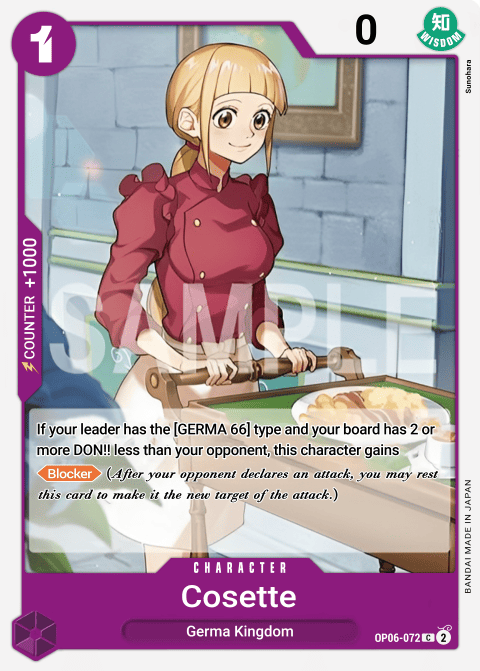 1
0
知
WISDOM
Sunohara
COUNTER +1000
SAMPLE
If your leader has the [GERMA 66] type and your board has 2 or
more DON!! less than your opponent, this character gains
Blocker (After your opponent declares an attack, you may rest
this card to make it the new target of the attack.)
BANDAI MADE IN JAPAN
CHARACTER
Cosette
Germa Kingdom
OP06-072 C 2